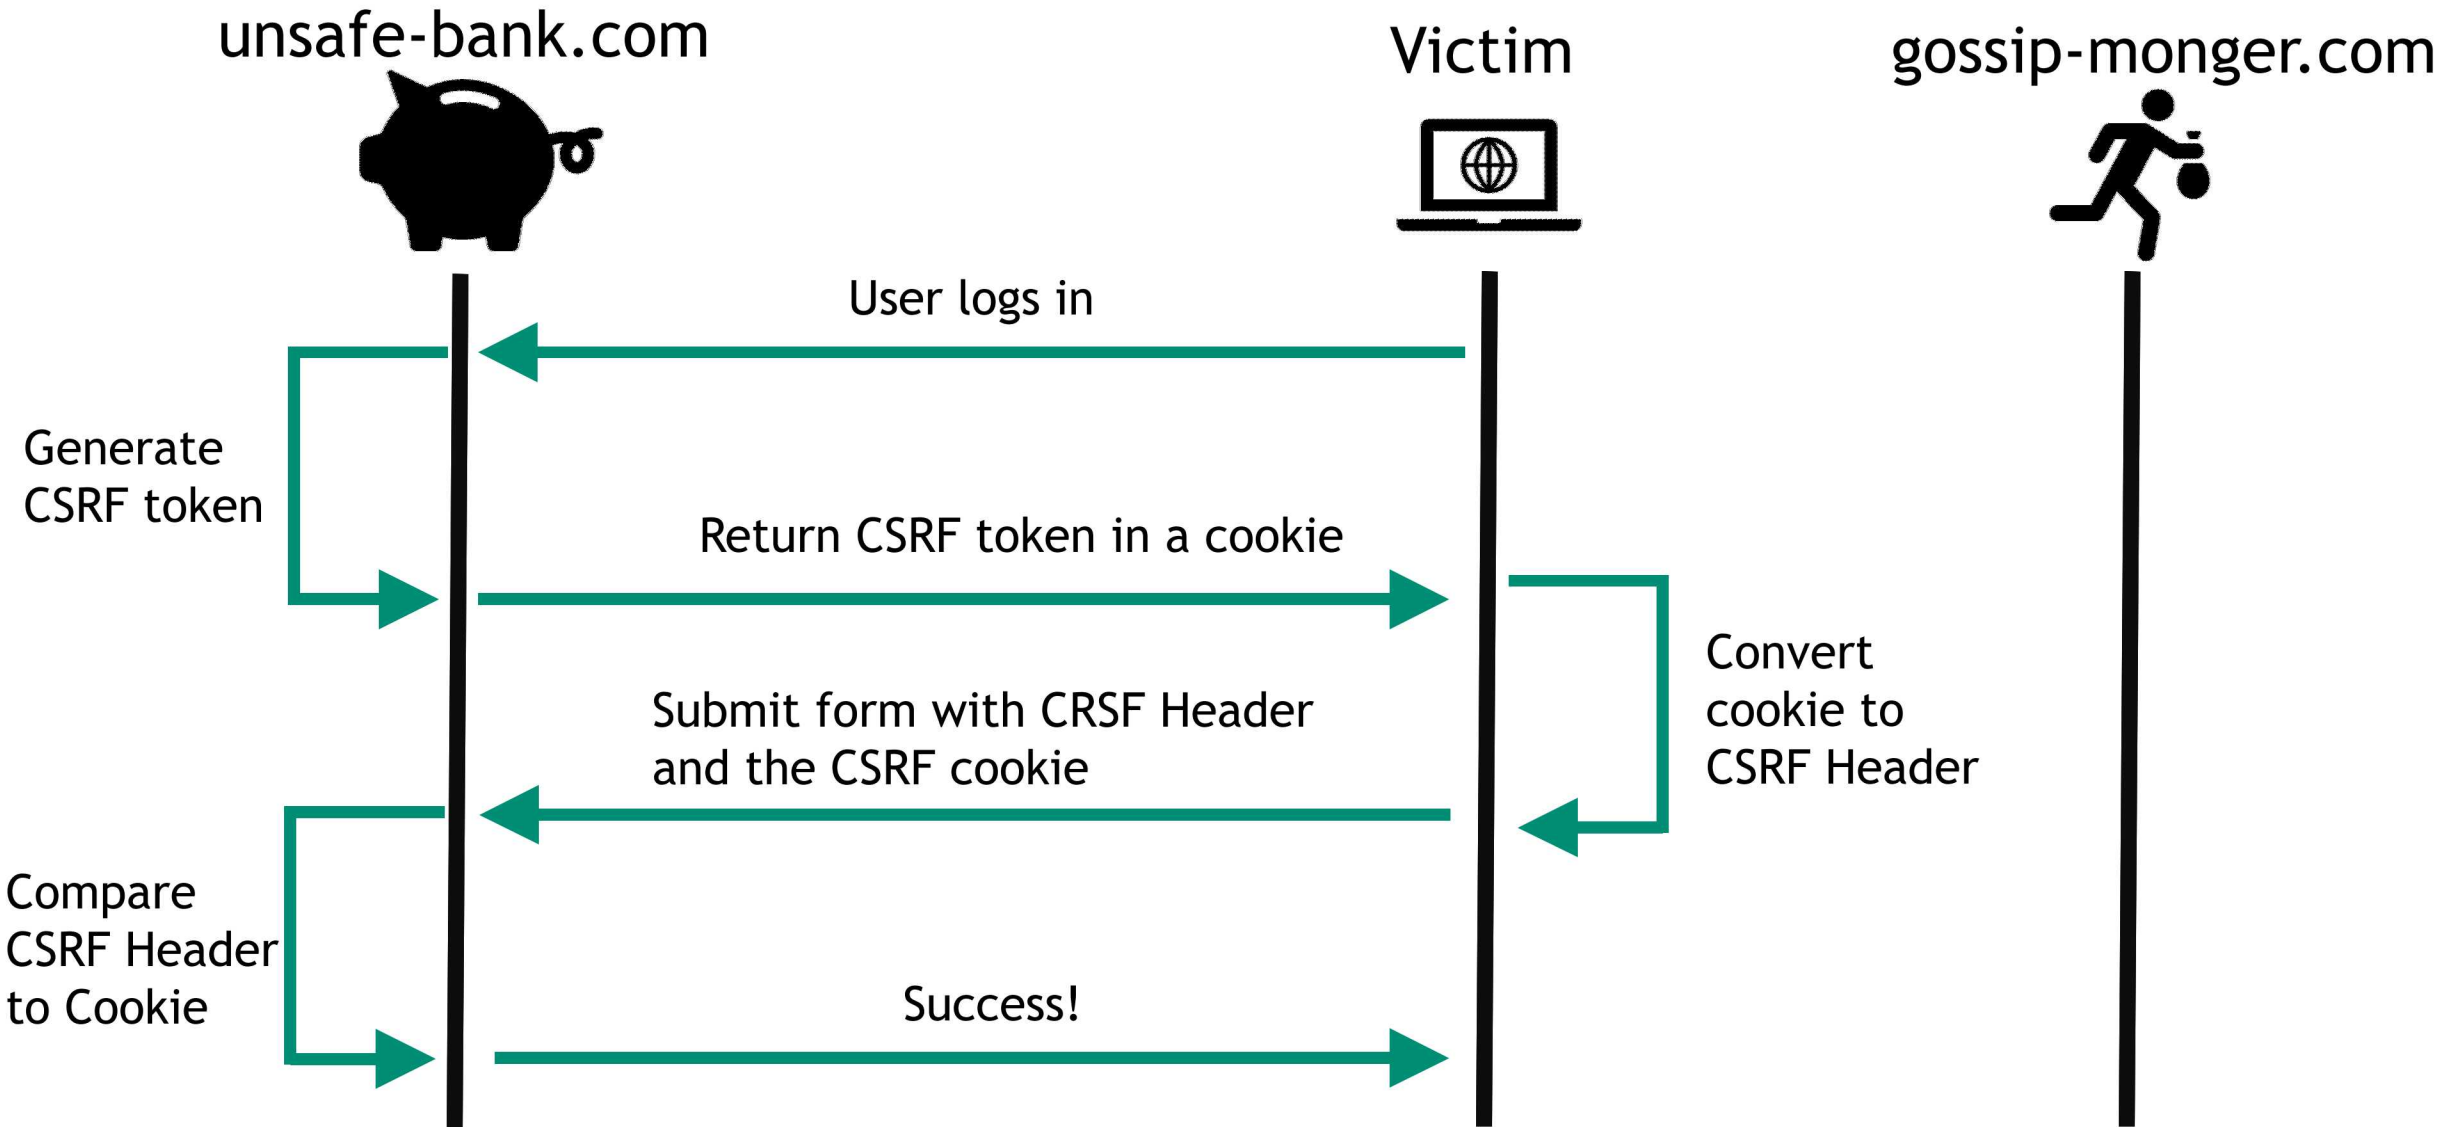 unsafe-bank.com
Victim
gossip-monger.com
User logs in
Generate
CSRF token
Return CSRF token in a cookie
Convert
cookie to
CSRF Header
Submit form with CRSF Header
and the CSRF cookie
Compare
CSRF Header
to Cookie
Success!